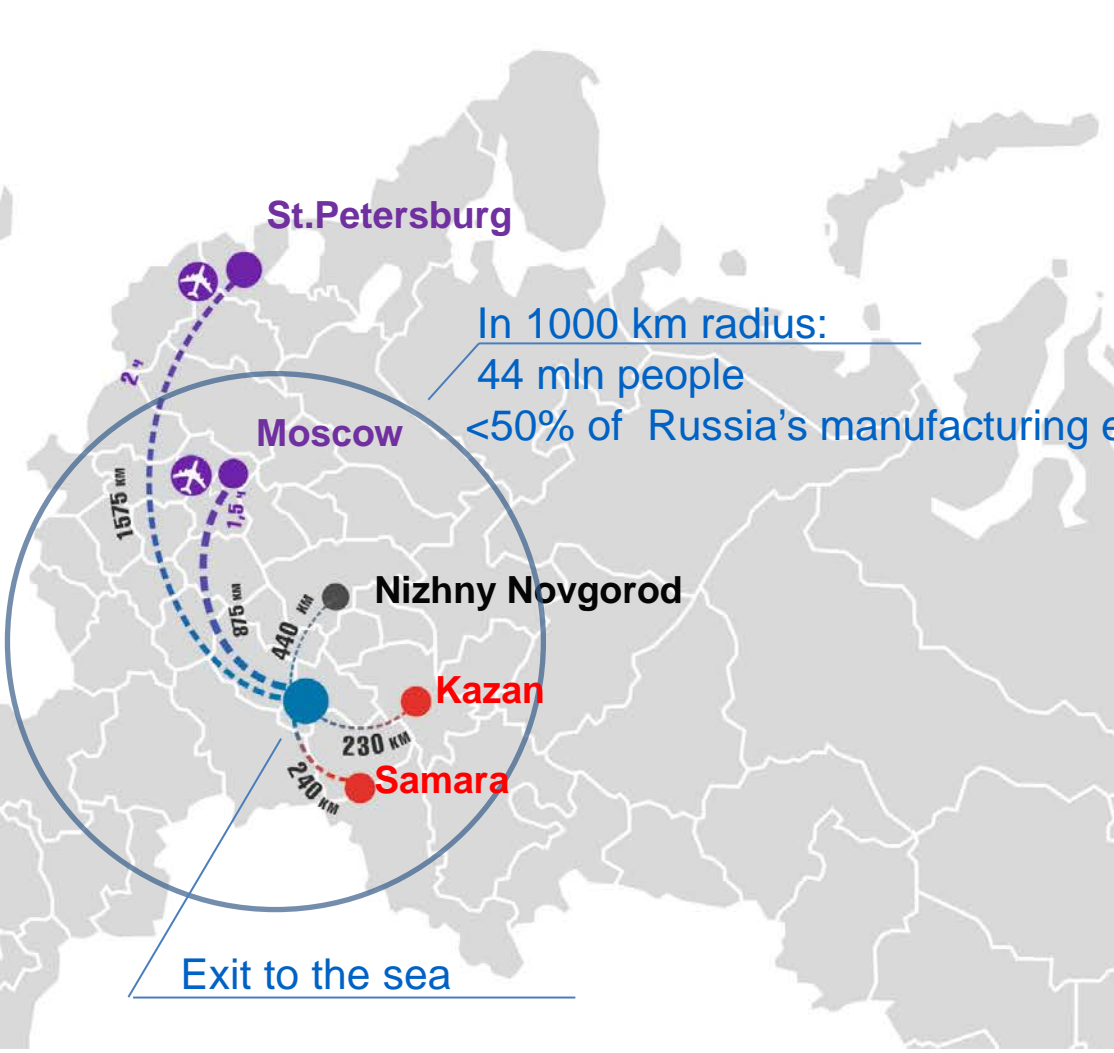 St.Petersburg
In 1000 km radius:
44 mln people
<50% of Russia’s manufacturing e
2 ч
Moscow
1575 км
1,5 ч
875 км
Nizhny Novgorod
440 км
Kazan
230 км
Samara
240 км
Exit to the sea